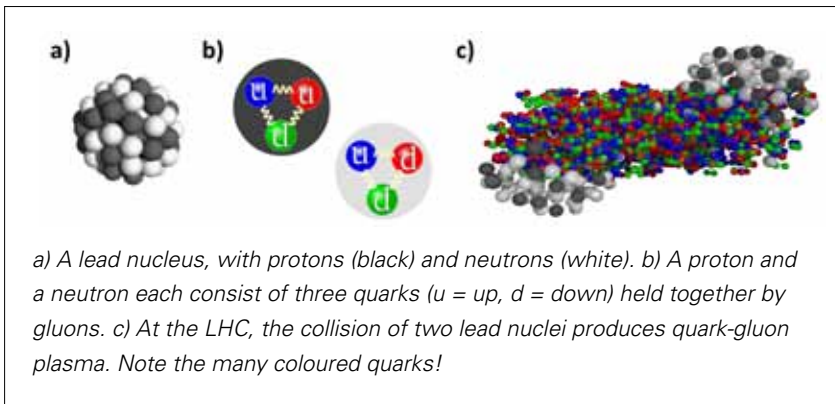 a) b) c)
u u
d
u d
d
a) A lead nucleus, with protons (black) and neutrons (white). b) A proton and
a neutron each consist of three quarks (u = up, d = down) held together by
gluons. c) At the LHC, the collision of two lead nuclei produces quark-gluon
plasma. Note the many coloured quarks!